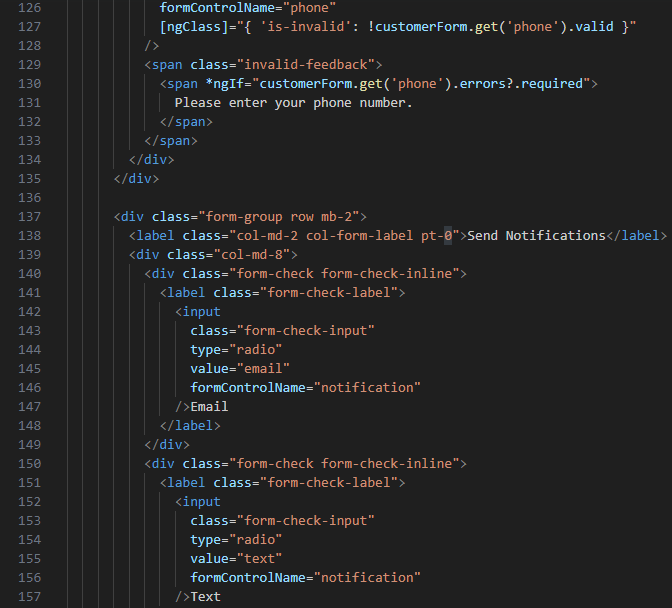 126 formControlName="phone"
127 [ngClass]="{ 'is-invalid': !customerForm.get('phone').valid }"
128 />
129 <span class="invalid-feedback">
130 <span *ngIf="customerForm.get('phone').errors?.required">
131 Please enter your phone number.
132 </span>
133 </span>
134 </div>
135 </div>
136
137 <div class="form-group row mb-2">
138 <label class="col-md-2 col-form-label pt-0">Send Notifications</label>
139 <div class="col-md-8">
140 <div class="form-check form-check-inline">
141 <label class="form-check-label">
142 <input
143 class="form-check-input"
144 type="radio"
145 value="email"
146 formControlName="notification"
147 />Email
148 </label>
149 </div>
150 <div class="form-check form-check-inline">
151 <label class="form-check-label">
152 <input
153 class="form-check-input"
154 type="radio"
155 value="text"
156 formControlName="notification"
157 />Text